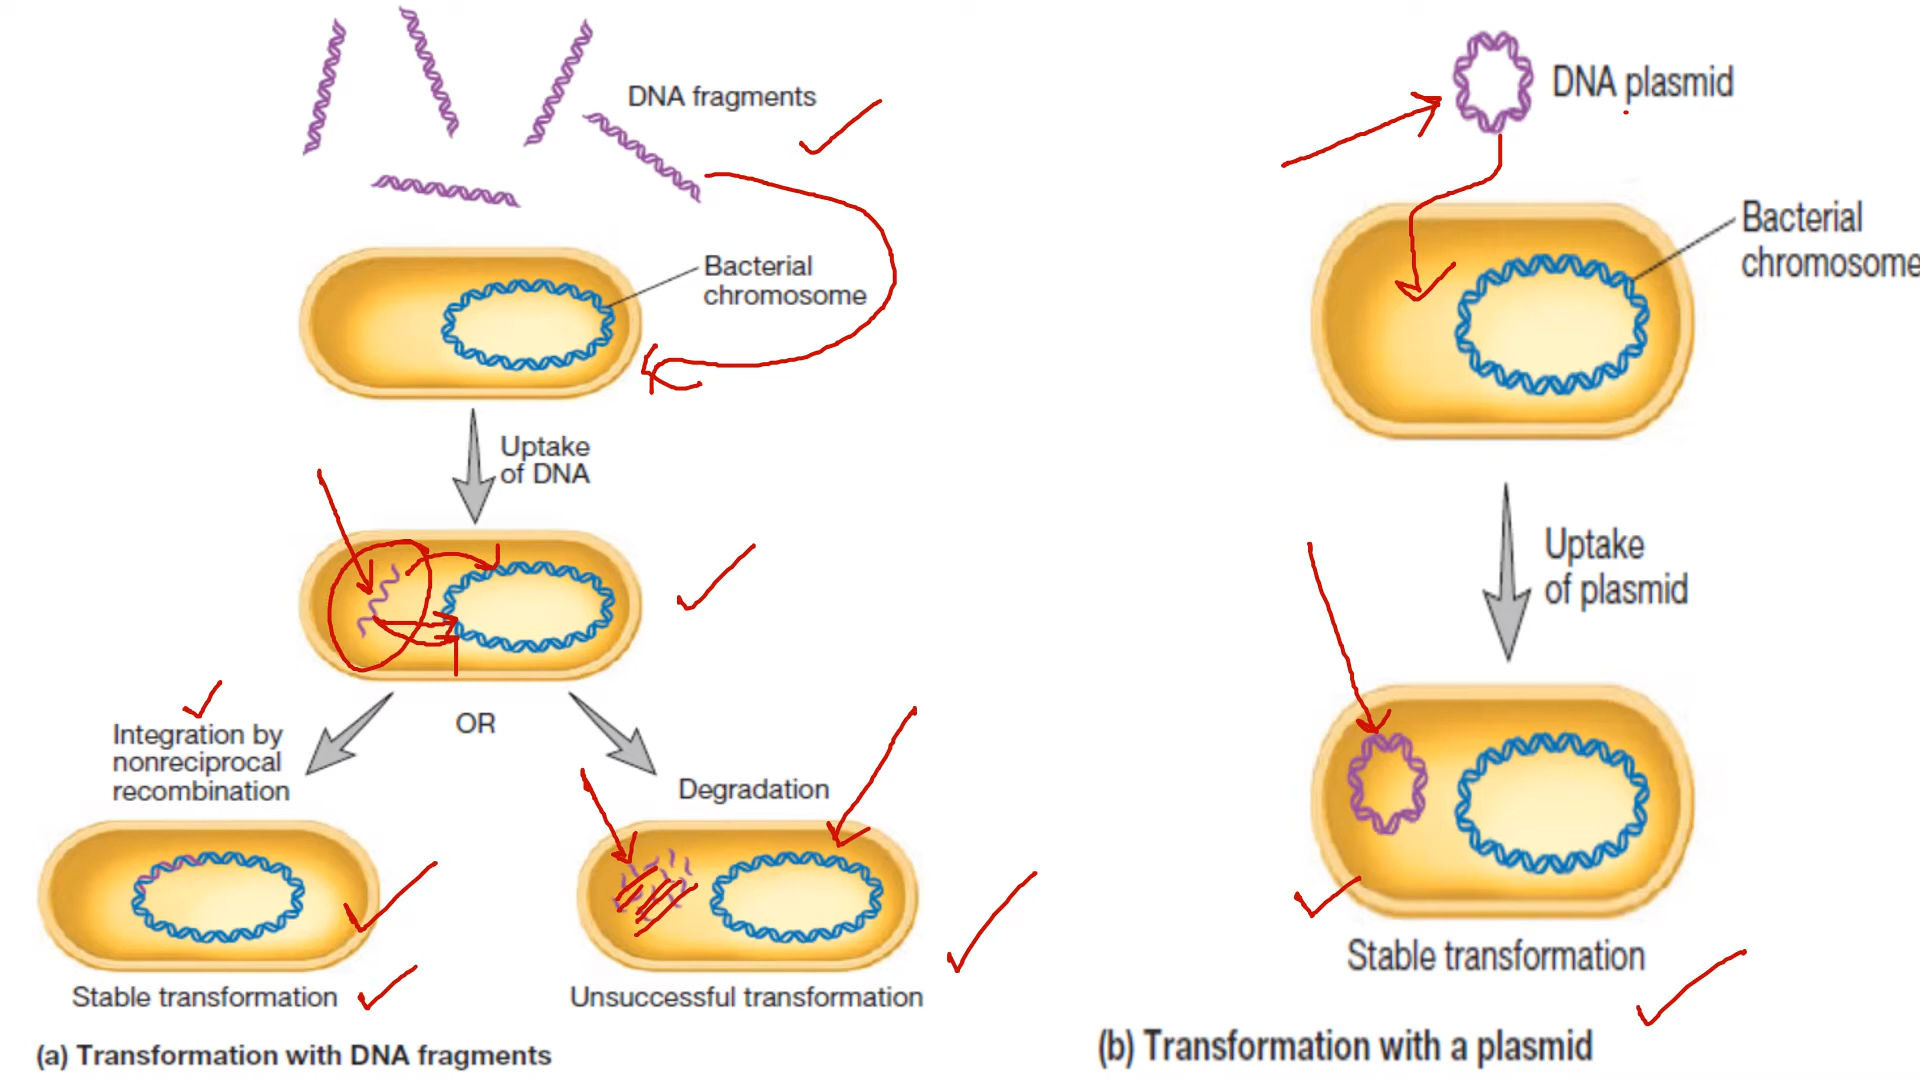 DNA fragments
Bacterial
chromosome
Uptake
of DNA
OR
Integration by
nonreciprocal
recombination
Degradation
Stable transformation
Unsuccessful transformation
(a) Transformation with DNA fragments
DNA plasmid
Bacterial
chromosome
Uptake
of plasmid
Stable transformation
(b) Transformation with a plasmid